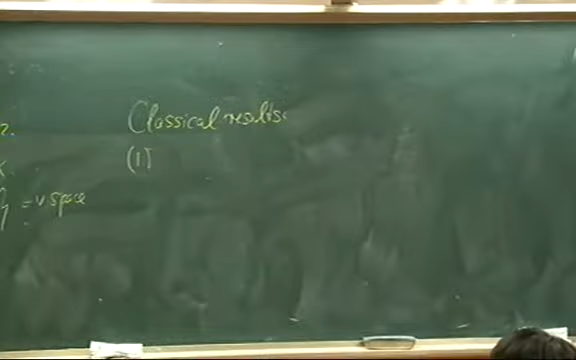 Classical results:
(1)
= v space